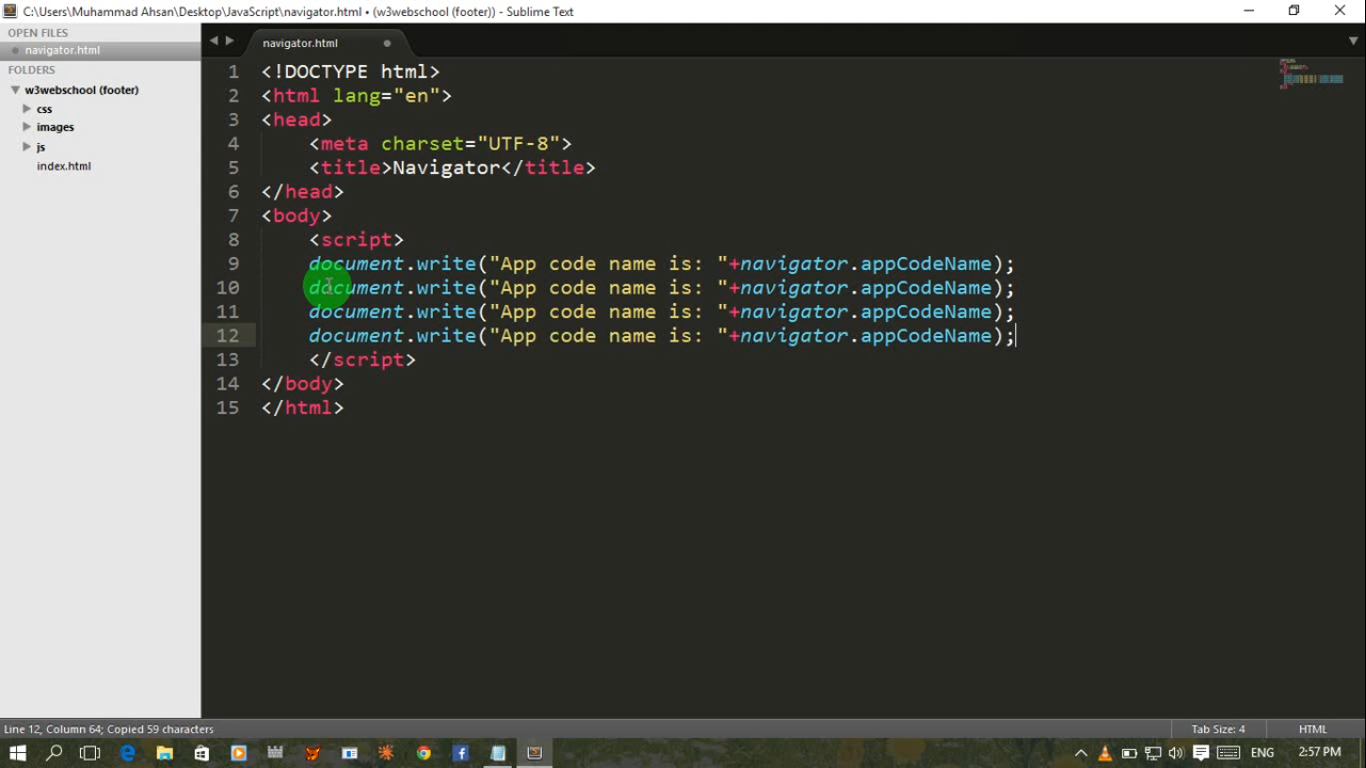 C:\Users\Muhammad Ahsan\Desktop\JavaScript\navigator.html • (w3webschool (footer)) - Sublime Text
OPEN FILES
navigator.html
FOLDERS
w3webschool (footer)
css
images
js
index.html
navigator.html
1 <!DOCTYPE html>
2 <html lang="en">
3 <head>
4 <meta charset="UTF-8">
5 <title>Navigator</title>
6 </head>
7 <body>
8 <script>
9 document.write("App code name is: "+navigator.appCodeName);
10 document.write("App code name is: "+navigator.appCodeName);
11 document.write("App code name is: "+navigator.appCodeName);
12 document.write("App code name is: "+navigator.appCodeName);
13 </script>
14 </body>
15 </html>
Line 12, Column 64; Copied 59 characters
Tab Size: 4
HTML
ENG
2:57 PM